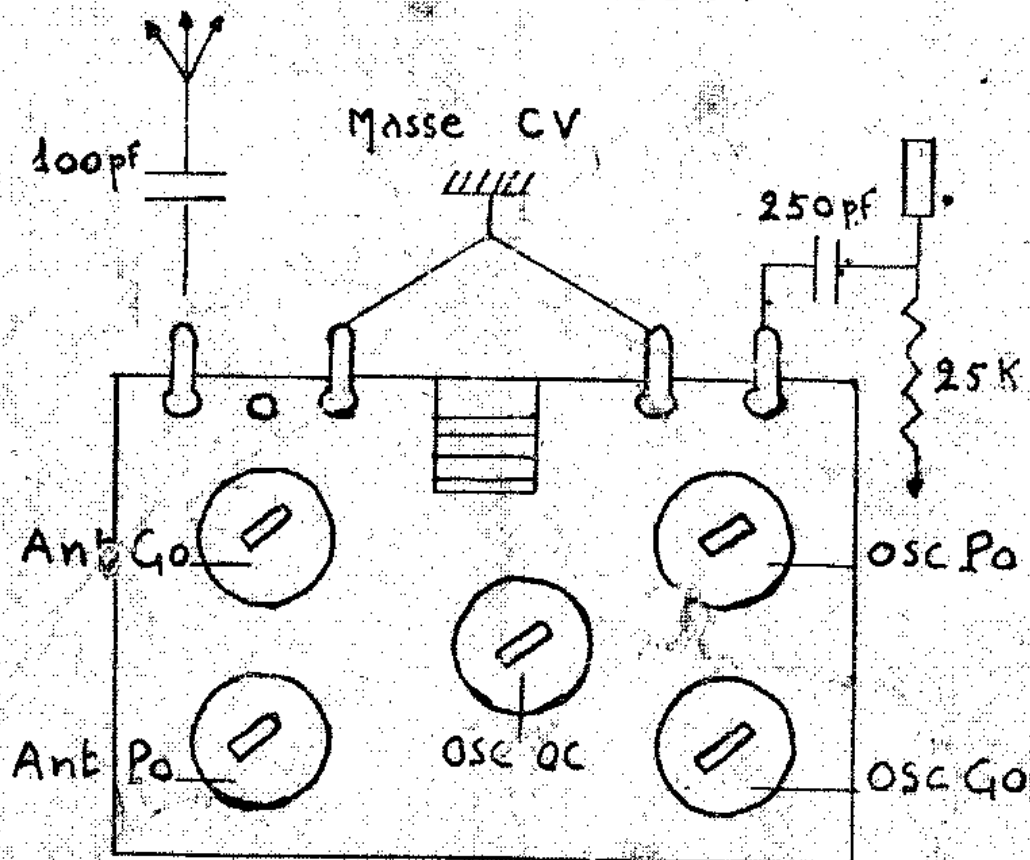 Masse CV
100pf
250pf
25K
Ant Go
Osc Po
Ant Po
Osc Oc
Osc Go